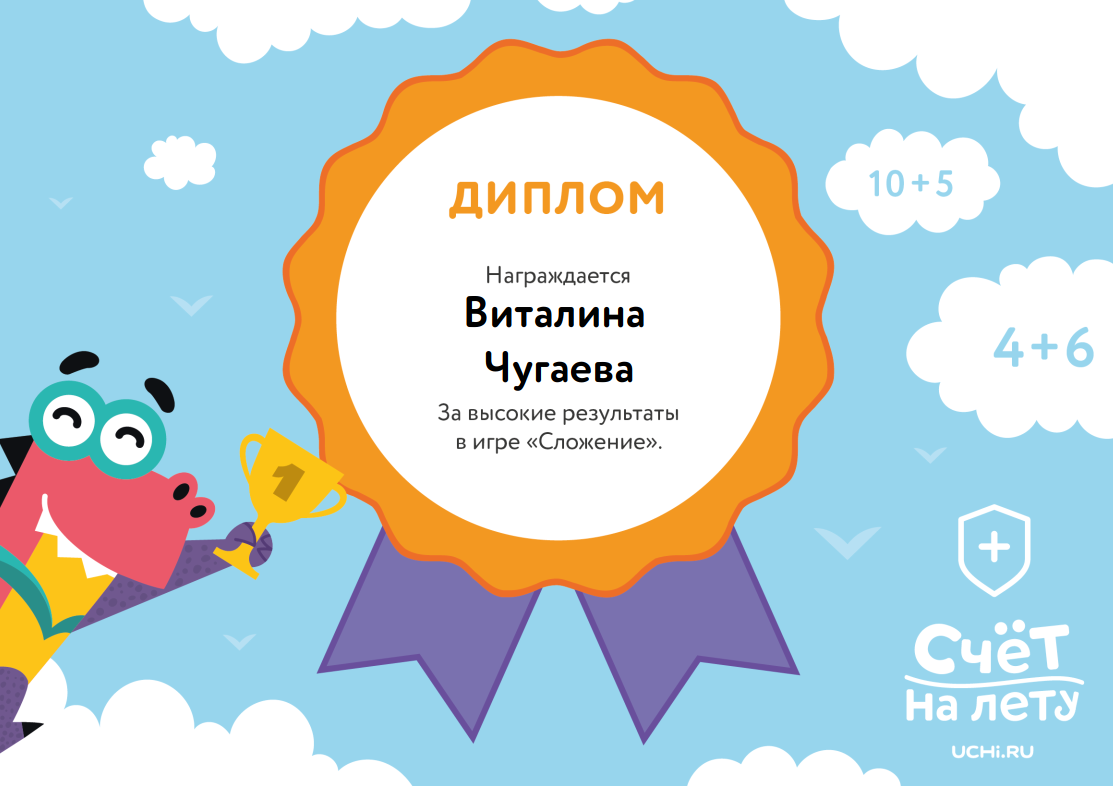 ДИПЛОМ
Награждается
Виталина
Чугаева
За высокие результаты
в игре «Сложение».
10+5
4+6
1
Счёт
на лету
UCHi.RU